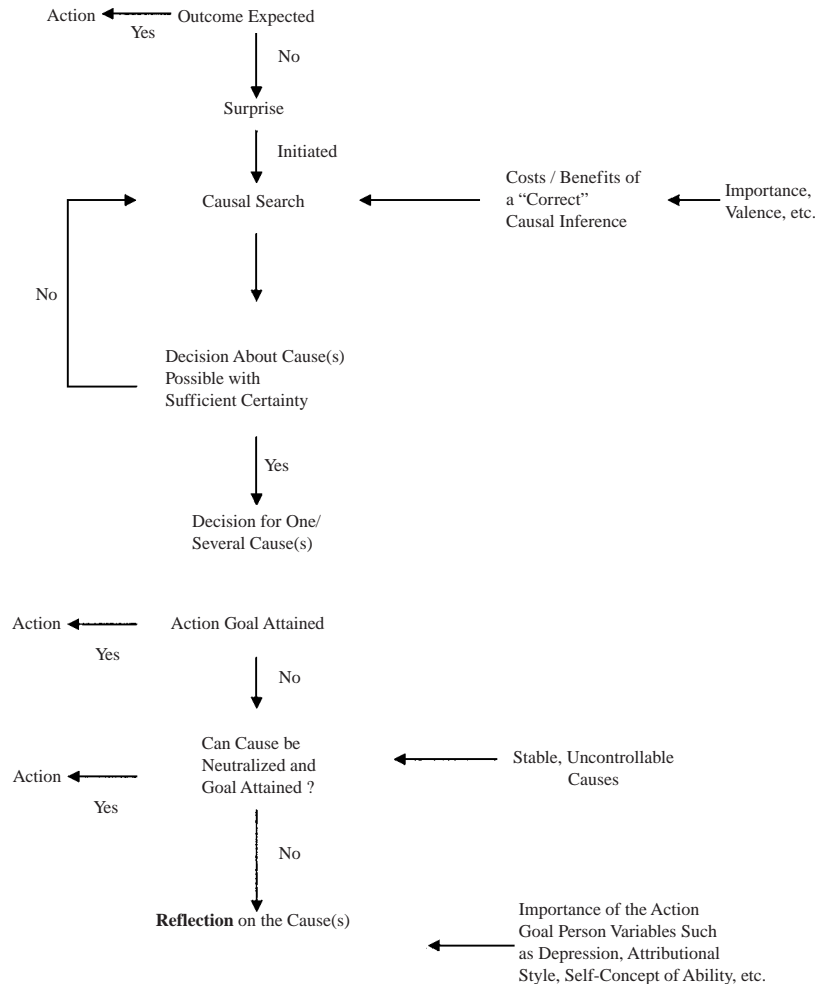 Action
Yes
Outcome Expected
No
Surprise
Initiated
Causal Search
Costs / Benefits of
a “Correct”
Causal Inference
Importance,
Valence, etc.
No
Decision About Cause(s)
Possible with
Sufficient Certainty
Yes
Decision for One/
Several Cause(s)
Action
Yes
Action Goal Attained
No
Can Cause be
Neutralized and
Goal Attained ?
Action
Yes
Stable, Uncontrollable
Causes
No
Reflection on the Cause(s)
Importance of the Action
Goal Person Variables Such
as Depression, Attributional
Style, Self-Concept of Ability, etc.